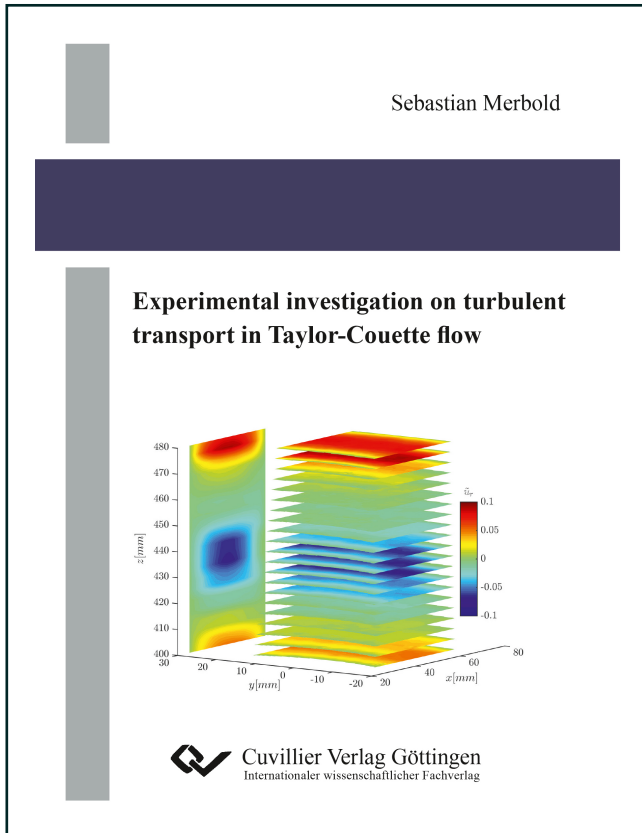 Sebastian Merbold
Experimental investigation on turbulent
transport in Taylor-Couette flow
480
470
460
450
440
430
420
410
400
z[mm]
30
20
10
0
-10
-20
y[mm]
20
40
60
80
x[mm]
ũr
0.1
0.05
0
-0.05
-0.1
Cuvillier Verlag Göttingen
Internationaler wissenschaftlicher Fachverlag